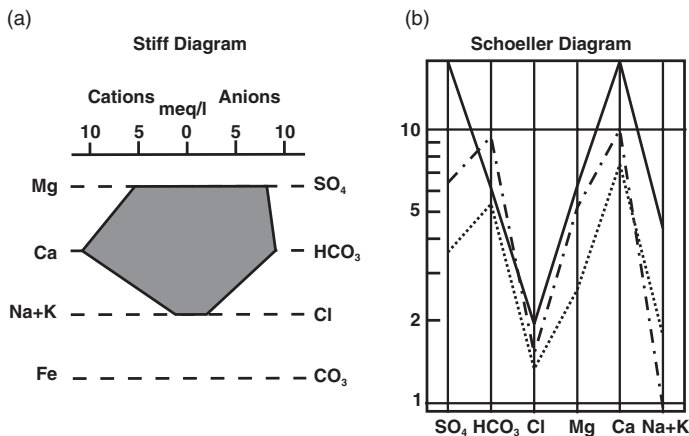 (a)
Stiff Diagram
Cations meq/l Anions
10 5 0 5 10
Mg SO₄
Ca HCO₃
Na+K Cl
Fe CO₃
(b)
Schoeller Diagram
10
5
2
1
SO₄ HCO₃ Cl Mg Ca Na+K